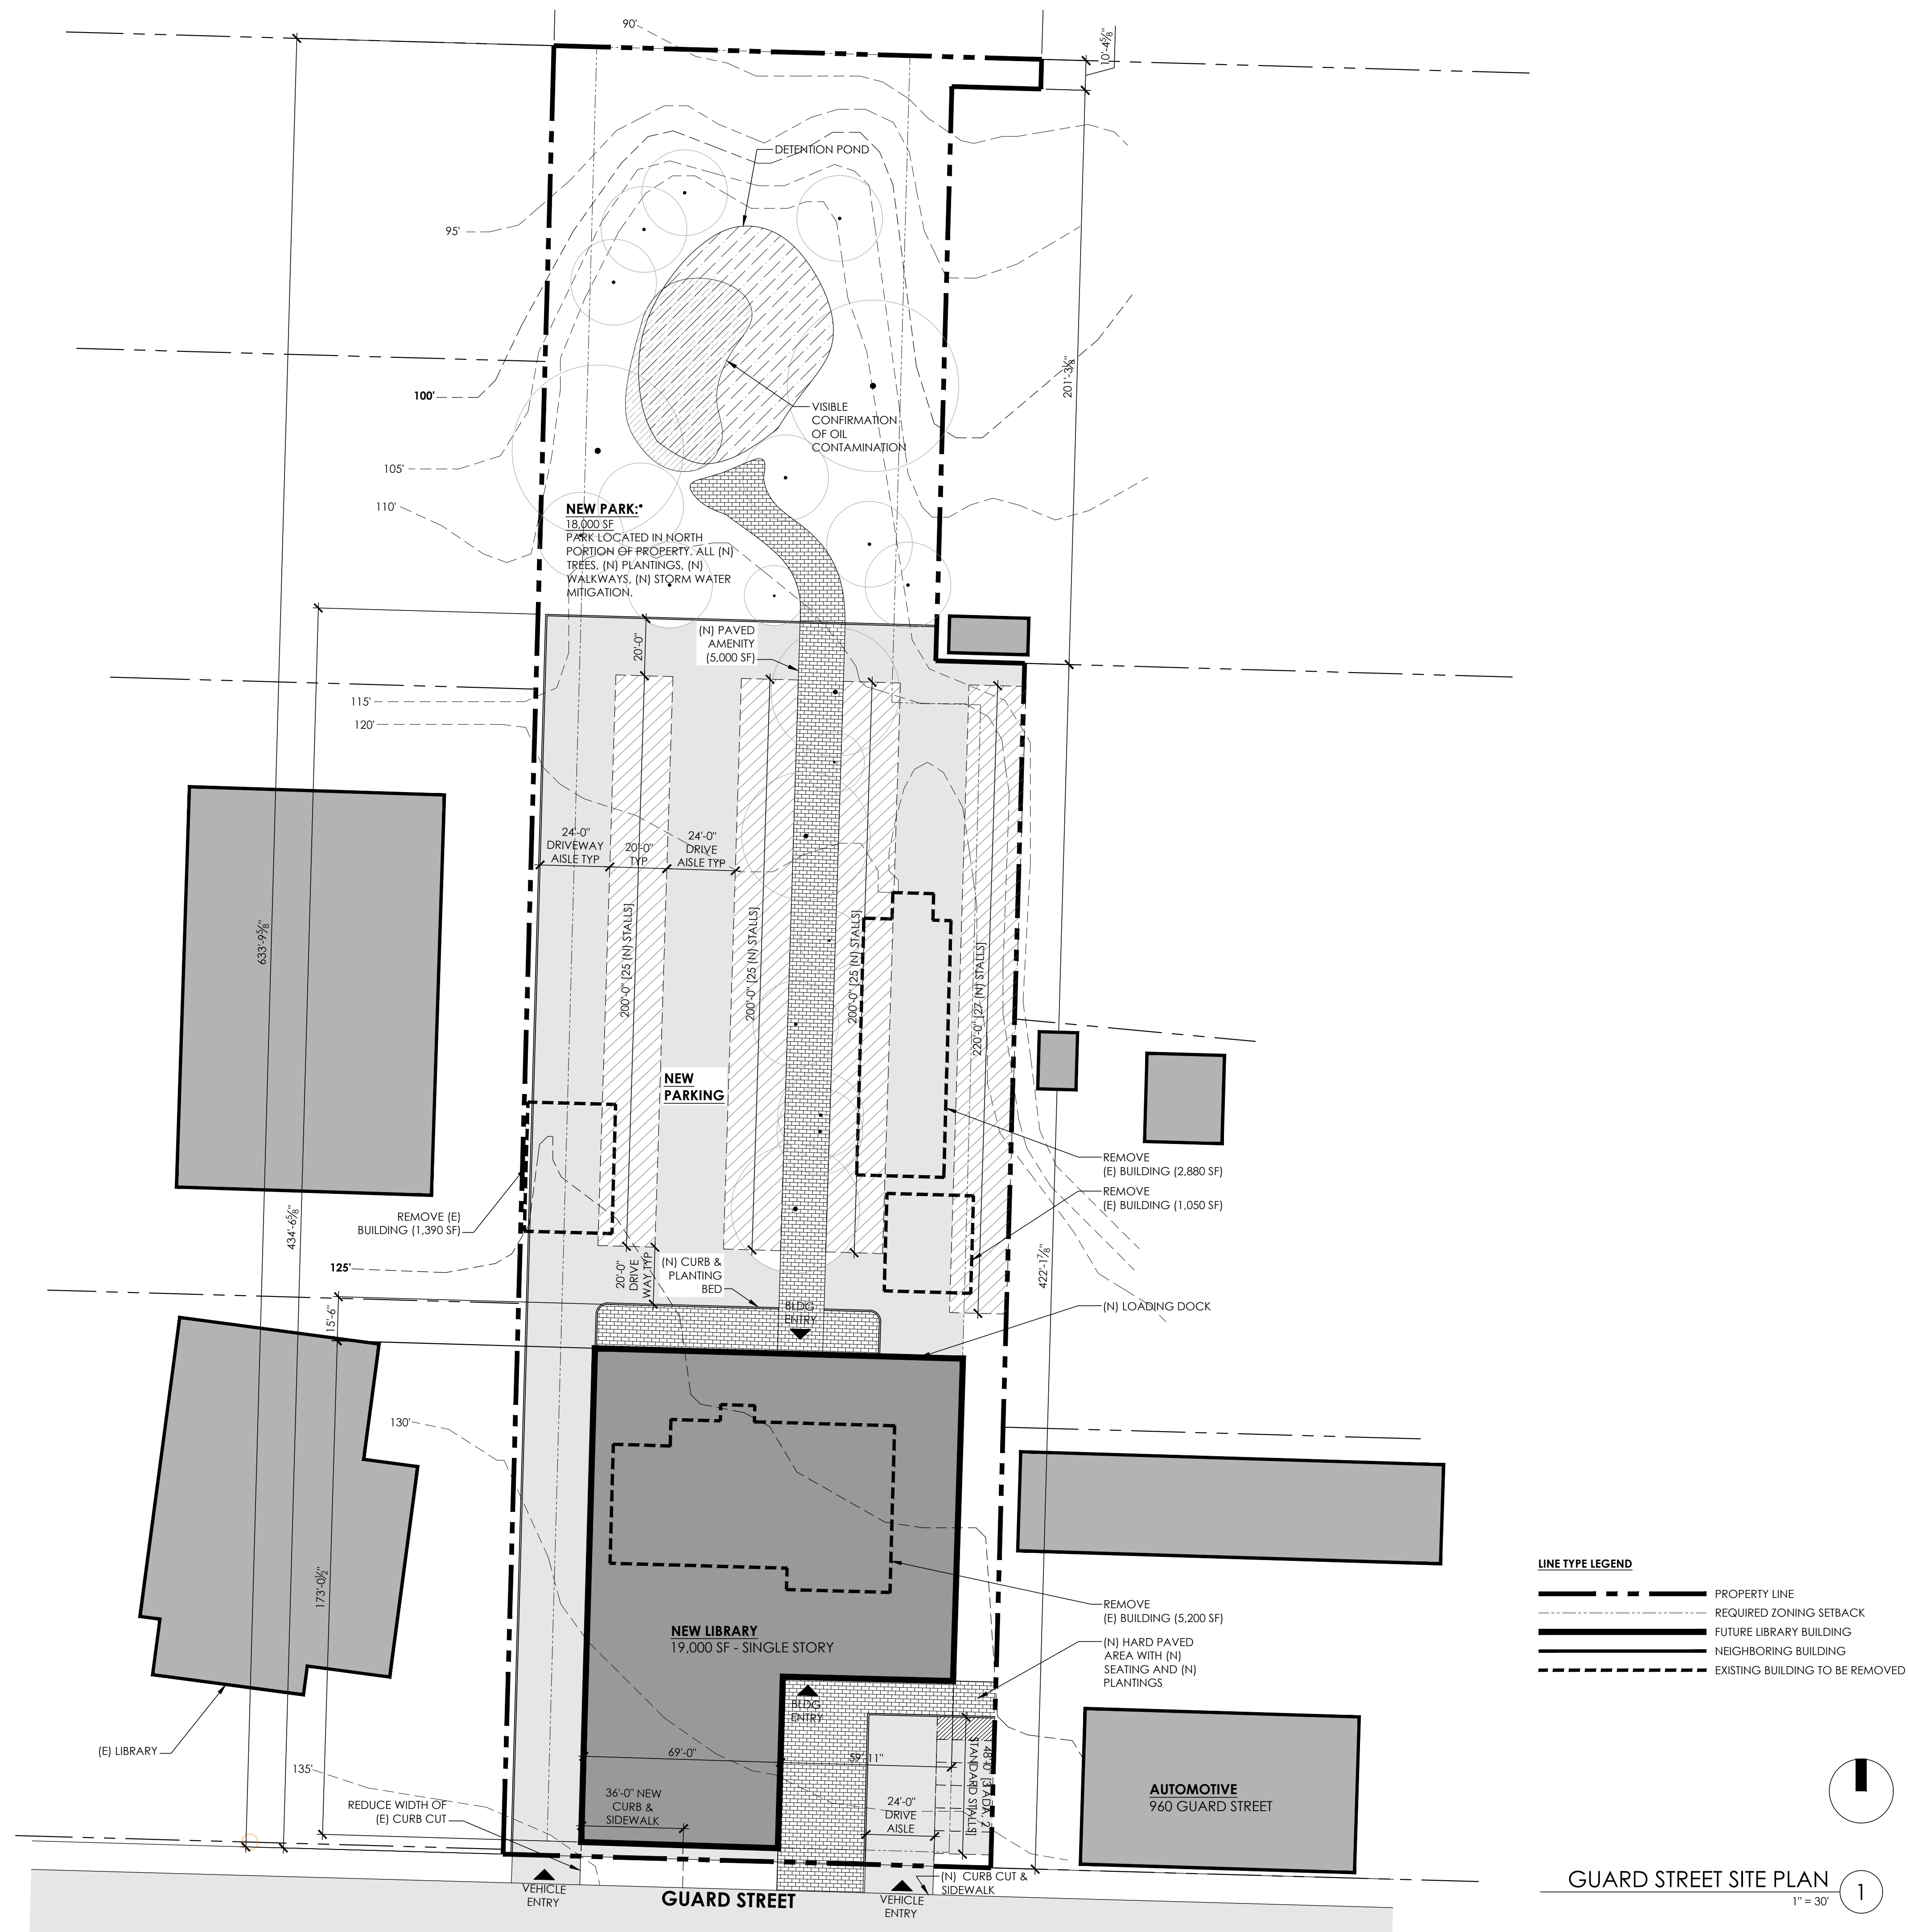 90'
10'-4⅝"
DETENTION POND
95'
201'-3⅛"
100'
VISIBLE
CONFIRMATION
OF OIL
CONTAMINATION
105'
110'
NEW PARK:
18,000 SF
PARK LOCATED IN NORTH
PORTION OF PROPERTY. ALL (N)
TREES, (N) PLANTINGS, (N)
WALKWAYS, (N) STORM WATER
MITIGATION.
20'-0"
(N) PAVED
AMENITY
(5,000 SF)
115'
120'
24'-0"
DRIVEWAY
AISLE TYP
20'-0"
TYP
24'-0"
DRIVE
AISLE TYP
633'-9⅝"
200'-0" [25 (N) STALLS]
200'-0" [25 (N) STALLS]
200'-0" [25 (N) STALLS]
220'-0" [27 (N) STALLS]
NEW
PARKING
REMOVE
(E) BUILDING (2,880 SF)
REMOVE
(E) BUILDING (1,050 SF)
REMOVE (E)
BUILDING (1,390 SF)
434'-6⅝"
422'-1⅞"
125'
20'-0"
DRIVE
WAY TYP
(N) CURB &
PLANTING
BED
BLDG
ENTRY
(N) LOADING DOCK
15'-6"
130'
173'-0½"
LINE TYPE LEGEND
PROPERTY LINE
REQUIRED ZONING SETBACK
FUTURE LIBRARY BUILDING
NEIGHBORING BUILDING
EXISTING BUILDING TO BE REMOVED
REMOVE
(E) BUILDING (5,200 SF)
NEW LIBRARY
19,000 SF - SINGLE STORY
(N) HARD PAVED
AREA WITH (N)
SEATING AND (N)
PLANTINGS
BLDG
ENTRY
(E) LIBRARY
69'-0"
59'-11"
48'-0" [3 ADA, 2
STANDARD STALLS]
135'
REDUCE WIDTH OF
(E) CURB CUT
36'-0" NEW
CURB &
SIDEWALK
24'-0"
DRIVE
AISLE
AUTOMOTIVE
960 GUARD STREET
VEHICLE
ENTRY
GUARD STREET
VEHICLE
ENTRY
(N) CURB CUT &
SIDEWALK
GUARD STREET SITE PLAN
1" = 30'
1